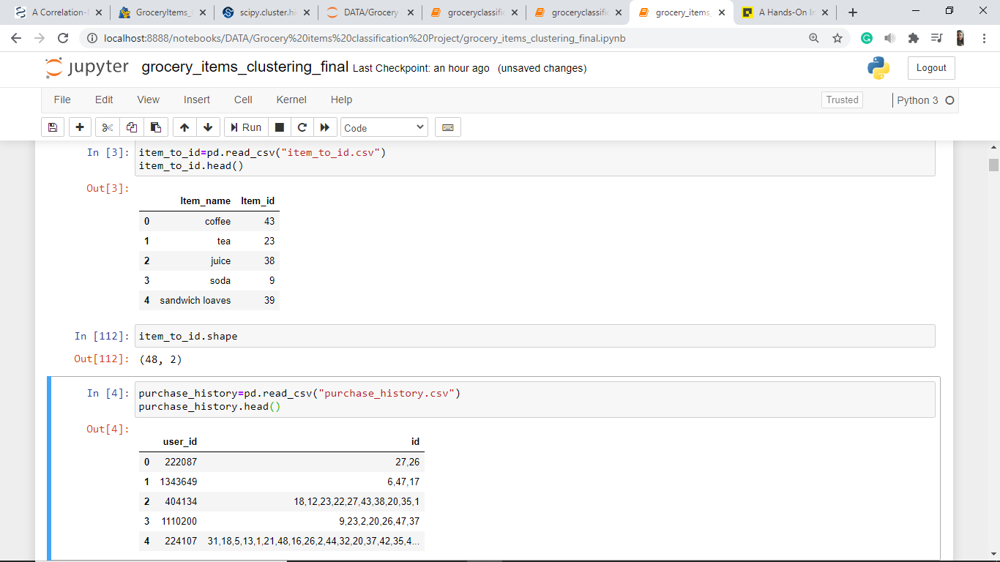 A Correlation-
GroceryItems_
scipy.cluster.hi
DATA/Grocery
groceryclassific
groceryclassific
grocery_items_
A Hands-On In
localhost:8888/notebooks/DATA/Grocery%20items%20classification%20Project/grocery_items_clustering_final.ipynb
jupyter grocery_items_clustering_final Last Checkpoint: an hour ago (unsaved changes)
Logout
File Edit View Insert Cell Kernel Help
Trusted
Python 3
Run
Code
In [3]: item_to_id=pd.read_csv("item_to_id.csv")
item_to_id.head()
Out[3]:
Item_name Item_id
0 coffee 43
1 tea 23
2 juice 38
3 soda 9
4 sandwich loaves 39
In [112]: item_to_id.shape
Out[112]: (48, 2)
In [4]: purchase_history=pd.read_csv("purchase_history.csv")
purchase_history.head()
Out[4]:
user_id id
0 222087 27,26
1 1343649 6,47,17
2 404134 18,12,23,22,27,43,38,20,35,1
3 1110200 9,23,2,20,26,47,37
4 224107 31,18,5,13,1,21,48,16,26,2,44,32,20,37,42,35,4...